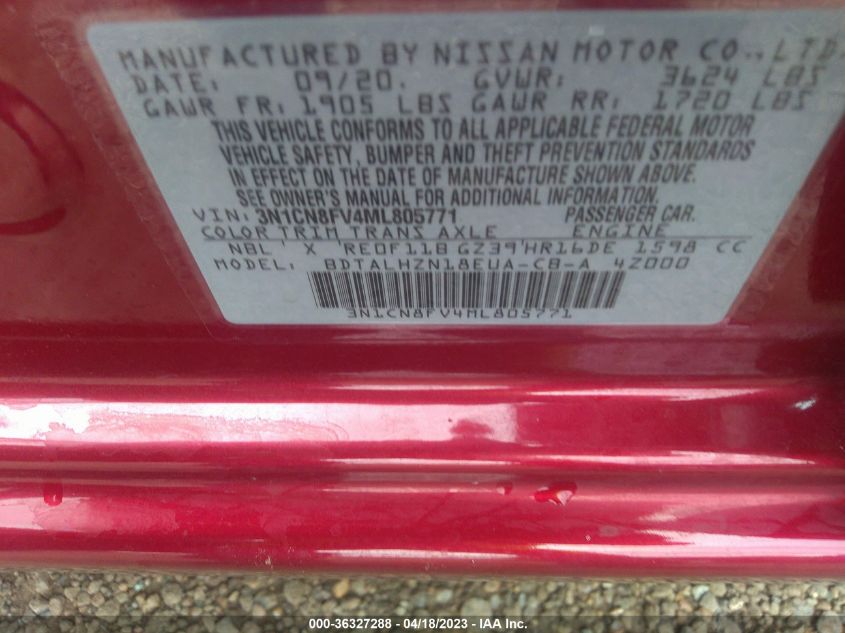 MANUFACTURED BY NISSAN MOTOR CO., LTD
DATE: 09/20. GVWR: 3624 LBS
GAWR FR: 1905 LBS GAWR RR: 1720 LBS
THIS VEHICLE CONFORMS TO ALL APPLICABLE FEDERAL MOTOR
VEHICLE SAFETY, BUMPER AND THEFT PREVENTION STANDARDS
IN EFFECT ON THE DATE OF MANUFACTURE SHOWN ABOVE.
SEE OWNER'S MANUAL FOR ADDITIONAL INFORMATION.
VIN: 3N1CN8FV4ML805771 PASSENGER CAR.
COLOR TRIM TRANS AXLE ENGINE
NBL ' X 'RE0F11B GZ39'HR16DE 1598 CC
MODEL: BDTALHZN18EUA-CB-A 4Z000
3N1CN8FV4ML805771
000-36327288 - 04/18/2023 - IAA Inc.